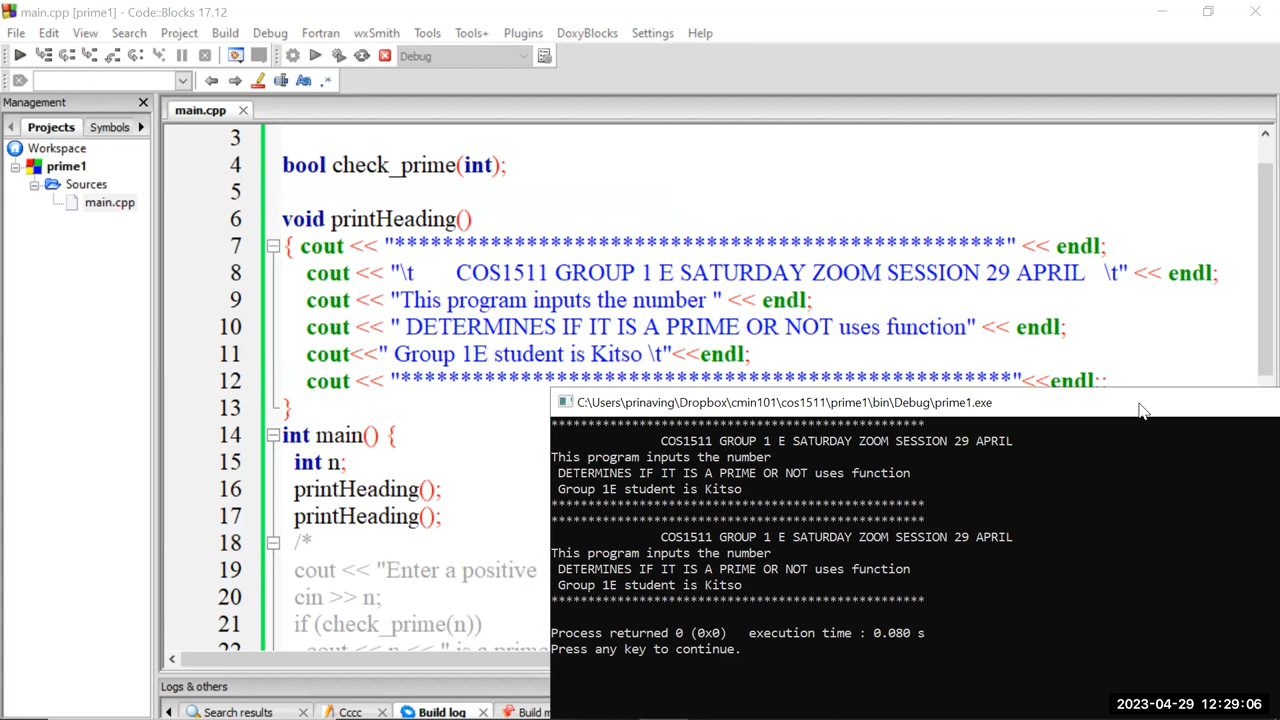 main.cpp [prime1] - Code::Blocks 17.12
File Edit View Search Project Build Debug Fortran wxSmith Tools Tools+ Plugins DoxyBlocks Settings Help
Debug
Management
main.cpp
Projects Symbols
Workspace
prime1
Sources
main.cpp
3
4 bool check_prime(int);
5
6 void printHeading()
7 { cout << "**************************************************" << endl;
8 cout << "\t COS1511 GROUP 1 E SATURDAY ZOOM SESSION 29 APRIL \t" << endl;
9 cout << "This program inputs the number " << endl;
10 cout << " DETERMINES IF IT IS A PRIME OR NOT uses function" << endl;
11 cout<<" Group 1E student is Kitso \t"<<endl;
12 cout << "**************************************************"<<endl;;
13 }
14 int main() {
15 int n;
16 printHeading();
17 printHeading();
18 /*
19 cout << "Enter a positive
20 cin >> n;
21 if (check_prime(n))
22 cout << n << " is a prime
C:\Users\prinaving\Dropbox\cmin101\cos1511\prime1\bin\Debug\prime1.exe
**************************************************
COS1511 GROUP 1 E SATURDAY ZOOM SESSION 29 APRIL
This program inputs the number
DETERMINES IF IT IS A PRIME OR NOT uses function
Group 1E student is Kitso
**************************************************
**************************************************
COS1511 GROUP 1 E SATURDAY ZOOM SESSION 29 APRIL
This program inputs the number
DETERMINES IF IT IS A PRIME OR NOT uses function
Group 1E student is Kitso
**************************************************
Process returned 0 (0x0) execution time : 0.080 s
Press any key to continue.
Logs & others
Search results Cccc Build log Build m
2023-04-29 12:29:06